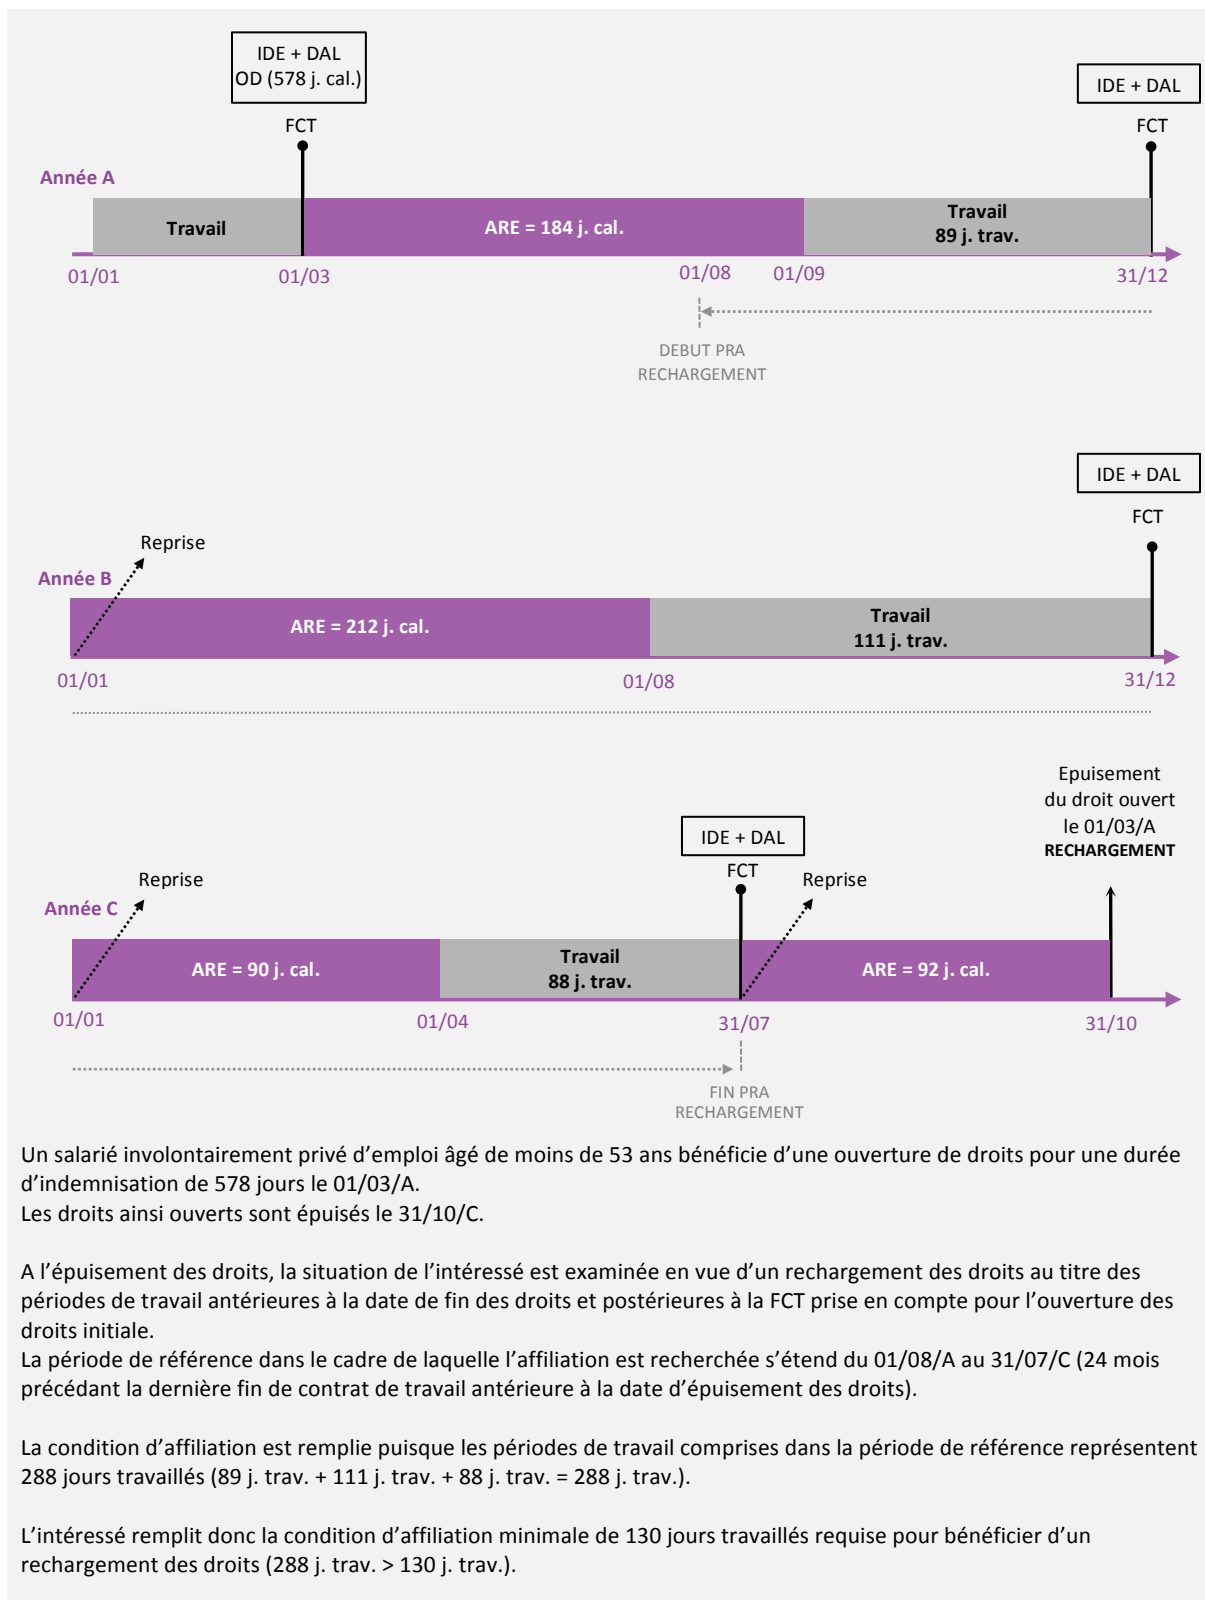 IDE + DAL
OD (578 j. cal.)
IDE + DAL
FCT
FCT
Année A
Travail
ARE = 184 j. cal.
Travail
89 j. trav.
01/01
01/03
01/08
01/09
31/12
DEBUT PRA
RECHARGEMENT
IDE + DAL
FCT
Reprise
Année B
ARE = 212 j. cal.
Travail
111 j. trav.
01/01
01/08
31/12
Epuisement
du droit ouvert
le 01/03/A
RECHARGEMENT
IDE + DAL
FCT
Reprise
Reprise
Année C
ARE = 90 j. cal.
Travail
88 j. trav.
ARE = 92 j. cal.
01/01
01/04
31/07
31/10
FIN PRA
RECHARGEMENT
Un salarié involontairement privé d’emploi âgé de moins de 53 ans bénéficie d’une ouverture de droits pour une durée
d’indemnisation de 578 jours le 01/03/A.
Les droits ainsi ouverts sont épuisés le 31/10/C.
A l’épuisement des droits, la situation de l’intéressé est examinée en vue d’un rechargement des droits au titre des
périodes de travail antérieures à la date de fin des droits et postérieures à la FCT prise en compte pour l’ouverture des
droits initiale.
La période de référence dans le cadre de laquelle l’affiliation est recherchée s’étend du 01/08/A au 31/07/C (24 mois
précédant la dernière fin de contrat de travail antérieure à la date d’épuisement des droits).
La condition d’affiliation est remplie puisque les périodes de travail comprises dans la période de référence représentent
288 jours travaillés (89 j. trav. + 111 j. trav. + 88 j. trav. = 288 j. trav.).
L’intéressé remplit donc la condition d’affiliation minimale de 130 jours travaillés requise pour bénéficier d’un
rechargement des droits (288 j. trav. > 130 j. trav.).